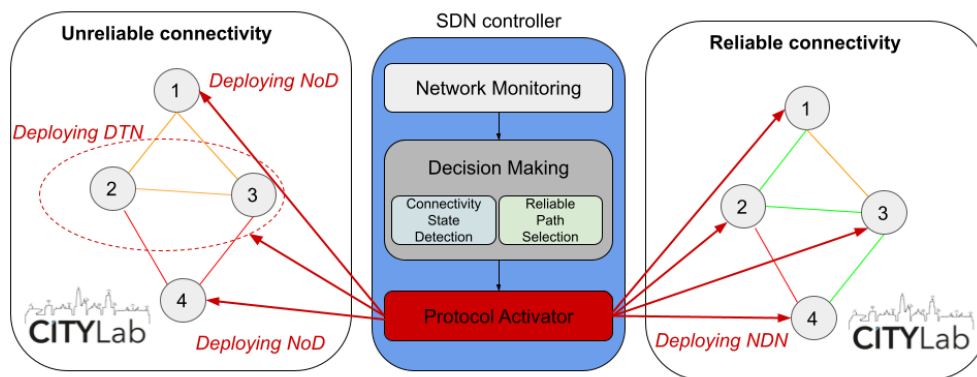 SDN controller
Unreliable connectivity
Deploying NoD
1
Deploying DTN
2
3
4
CITYLab
Deploying NoD
Network Monitoring
Decision Making
Connectivity
State
Detection
Reliable
Path
Selection
Protocol Activator
Reliable connectivity
1
2
3
4
Deploying NDN
CITYLab